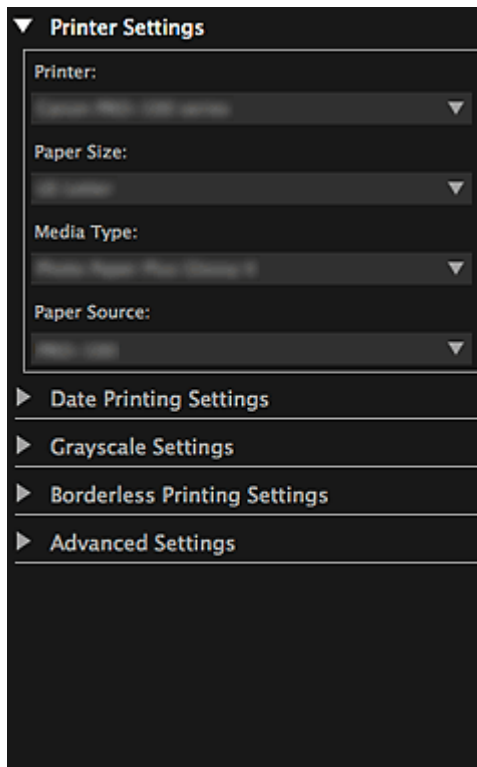 Printer Settings
Printer:
Paper Size:
Media Type:
Paper Source:
Date Printing Settings
Grayscale Settings
Borderless Printing Settings
Advanced Settings